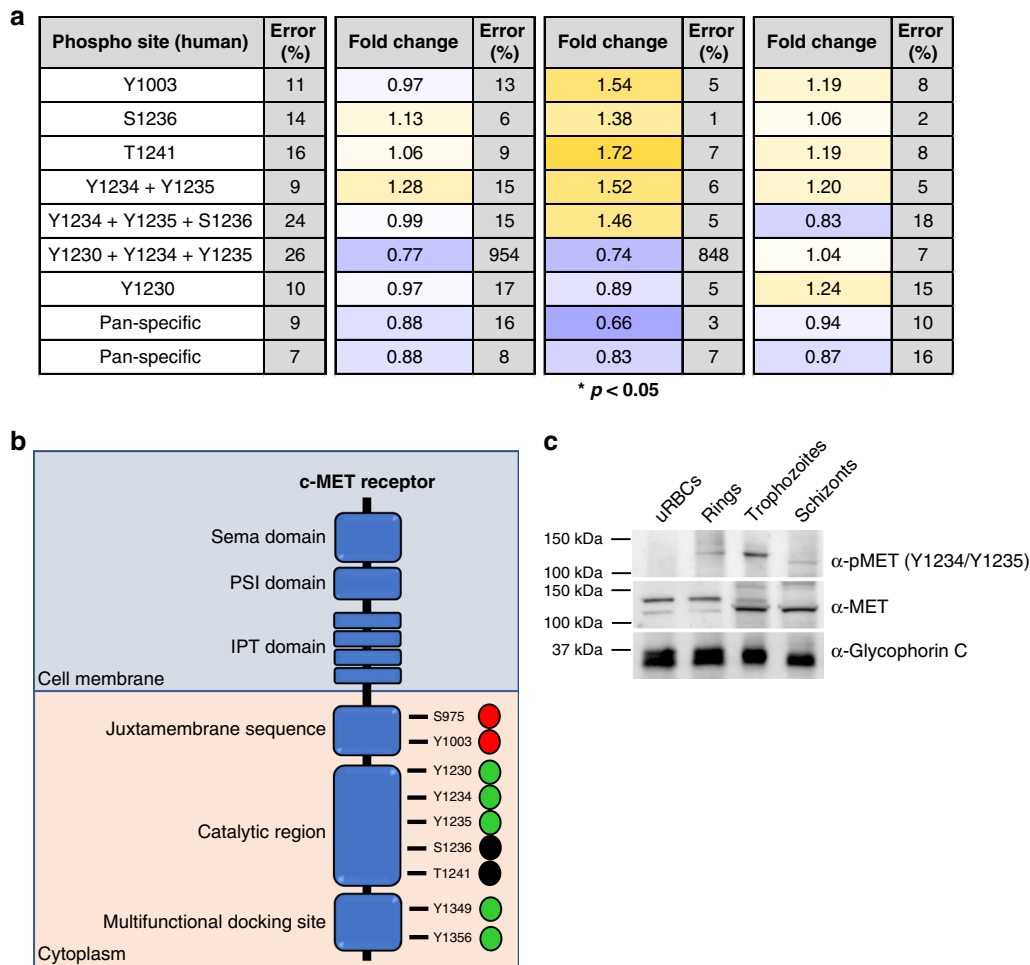 a
Phospho site (human) Error (%) Fold change Error (%) Fold change Error (%) Fold change Error (%)
Y1003 11 0.97 13 1.54 5 1.19 8
S1236 14 1.13 6 1.38 1 1.06 2
T1241 16 1.06 9 1.72 7 1.19 8
Y1234 + Y1235 9 1.28 15 1.52 6 1.20 5
Y1234 + Y1235 + S1236 24 0.99 15 1.46 5 0.83 18
Y1230 + Y1234 + Y1235 26 0.77 954 0.74 848 1.04 7
Y1230 10 0.97 17 0.89 5 1.24 15
Pan-specific 9 0.88 16 0.66 3 0.94 10
Pan-specific 7 0.88 8 0.83 7 0.87 16
* p < 0.05
b
c-MET receptor
Sema domain
PSI domain
IPT domain
Cell membrane
Juxtamembrane sequence
S975
Y1003
Catalytic region
Y1230
Y1234
Y1235
S1236
T1241
Multifunctional docking site
Y1349
Y1356
Cytoplasm
c
uRBCs Rings Trophozoites Schizonts
150 kDa
100 kDa
α-pMET (Y1234/Y1235)
150 kDa
100 kDa
α-MET
37 kDa
α-Glycophorin C